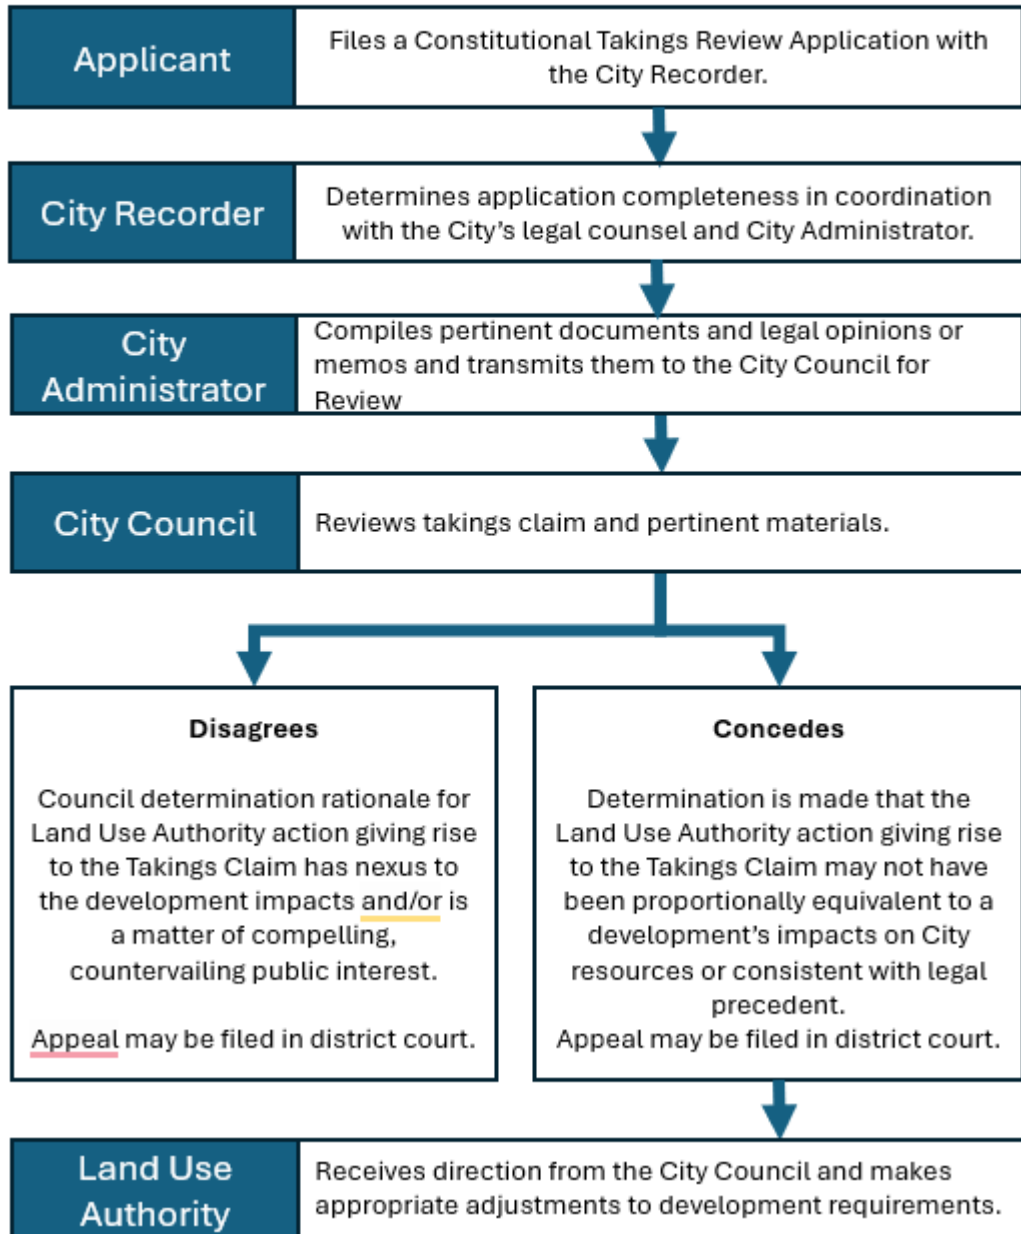 Applicant
Files a Constitutional Takings Review Application with
the City Recorder.
City Recorder
Determines application completeness in coordination
with the City’s legal counsel and City Administrator.
City
Administrator
Compiles pertinent documents and legal opinions or
memos and transmits them to the City Council for
Review
City Council
Reviews takings claim and pertinent materials.
Disagrees
Council determination rationale for
Land Use Authority action giving rise
to the Takings Claim has nexus to
the development impacts and/or is
a matter of compelling,
countervailing public interest.
Appeal may be filed in district court.
Concedes
Determination is made that the
Land Use Authority action giving rise
to the Takings Claim may not have
been proportionally equivalent to a
development’s impacts on City
resources or consistent with legal
precedent.
Appeal may be filed in district court.
Land Use
Authority
Receives direction from the City Council and makes
appropriate adjustments to development requirements.